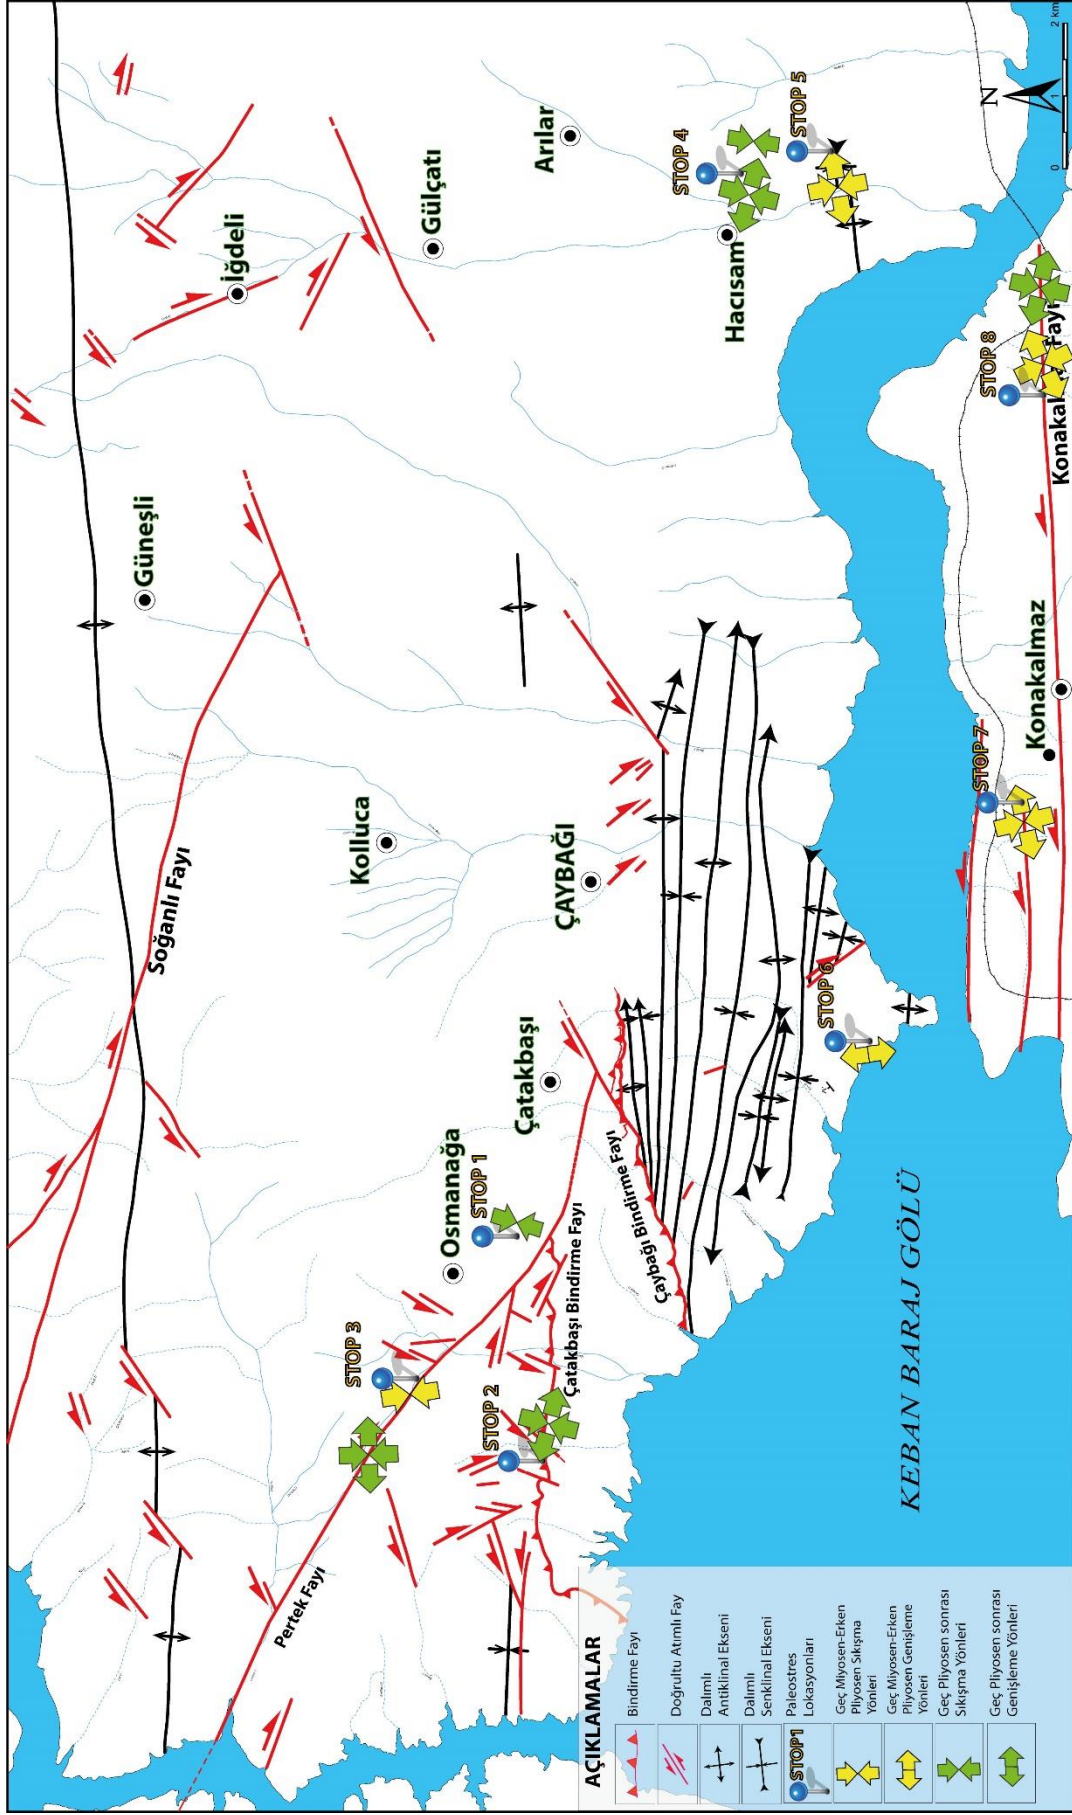 Güneşli
İğdeli
Gülçatı
Arılar
Soğanlı Fayı
Kolluca
ÇAYBAĞI
Hacısam
STOP 4
STOP 5
Pertek Fayı
STOP 3
Osmanağa
STOP 1
Çatakbaşı
STOP 2
Çatakbaşı Bindirme Fayı
Çaybağı Bindirme Fayı
STOP 6
STOP 7
Konakalmaz
STOP 8
Fayı
KEBAN BARAJ GÖLÜ
N
0 1 2 km
AÇIKLAMALAR
Bindirme Fayı
Doğrultu Atımlı Fay
Dalımlı
Antiklinal Ekseni
Dalımlı
Senklinal Ekseni
STOP1
Paleostres
Lokasyonları
Geç Miyosen-Erken
Pliyosen Sıkışma
Yönleri
Geç Miyosen-Erken
Pliyosen Genişleme
Yönleri
Geç Pliyosen sonrası
Sıkışma Yönleri
Geç Pliyosen sonrası
Genişleme Yönleri